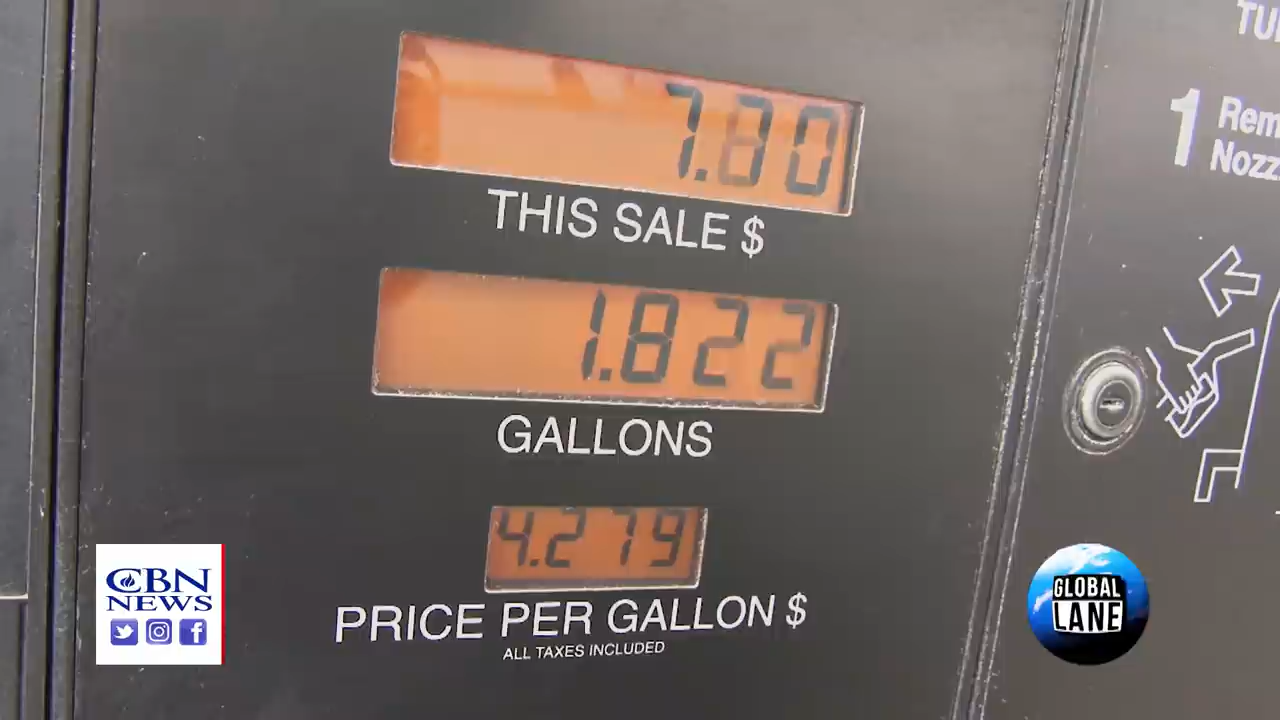 7.80
THIS SALE $
1.822
GALLONS
4.279
PRICE PER GALLON $
ALL TAXES INCLUDED
1
CBN
NEWS
GLOBAL
LANE